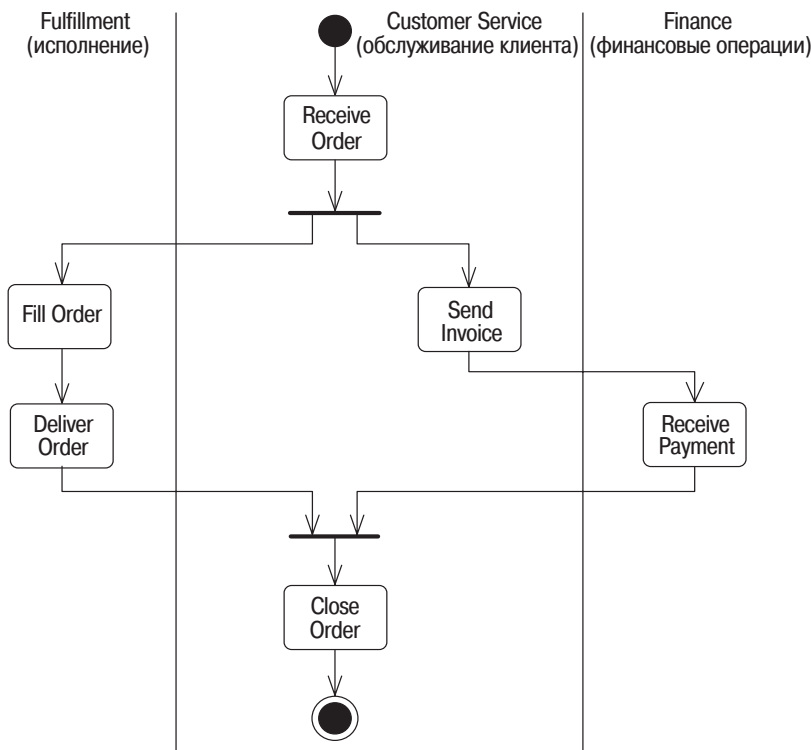 Fulfillment
(исполнение)
Customer Service
(обслуживание клиента)
Finance
(финансовые операции)
Receive
Order
Fill Order
Send
Invoice
Deliver
Order
Receive
Payment
Close
Order